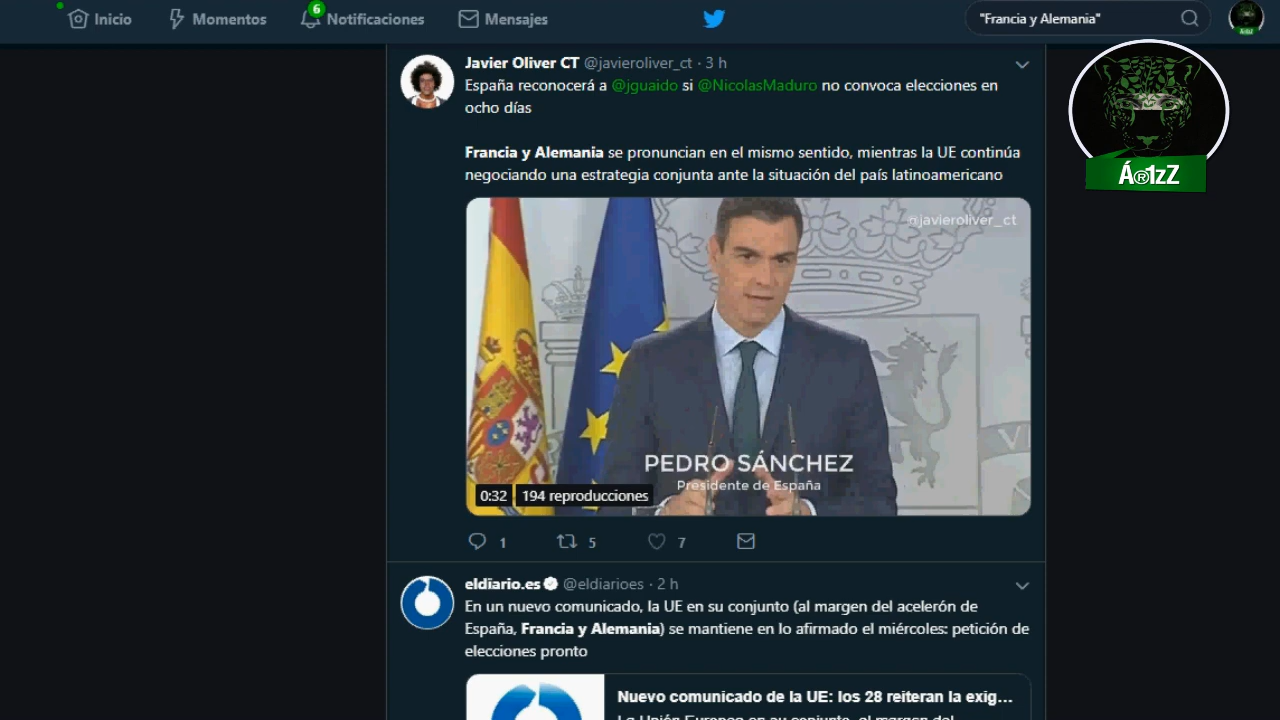 Inicio
Momentos
6
Notificaciones
Mensajes
"Francia y Alemania"
Á®1zZ
Javier Oliver CT @javieroliver_ct · 3 h
España reconocerá a @jguaido si @NicolasMaduro no convoca elecciones en
ocho días
Francia y Alemania se pronuncian en el mismo sentido, mientras la UE continúa
negociando una estrategia conjunta ante la situación del país latinoamericano
@javieroliver_ct
PEDRO SÁNCHEZ
Presidente de España
0:32 194 reproducciones
1 5 7
eldiario.es @eldiarioes · 2 h
En un nuevo comunicado, la UE en su conjunto (al margen del acelerón de
España, Francia y Alemania) se mantiene en lo afirmado el miércoles: petición de
elecciones pronto
Nuevo comunicado de la UE: los 28 reiteran la exig...
La Unión Europea en su conjunto, al margen del